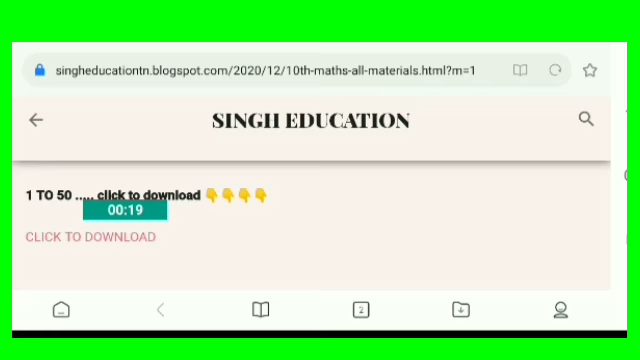 singheducationtn.blogspot.com/2020/12/10th-maths-all-materials.html?m=1
SINGH EDUCATION
1 TO 50 ..... click to download 👇👇👇👇
00:19
CLICK TO DOWNLOAD
2